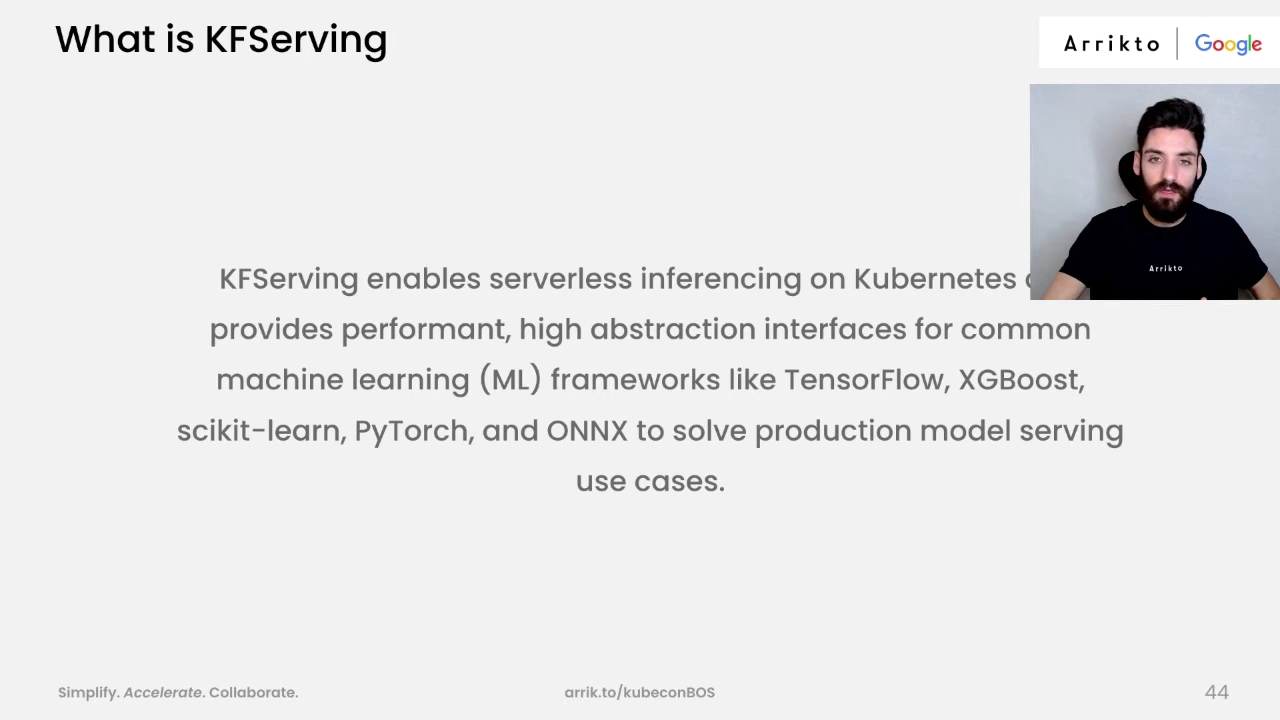 What is KFServing
Arrikto | Google
Arrikto
KFServing enables serverless inferencing on Kubernetes
provides performant, high abstraction interfaces for common
machine learning (ML) frameworks like TensorFlow, XGBoost,
scikit-learn, PyTorch, and ONNX to solve production model serving
use cases.
Simplify. Accelerate. Collaborate.
arrik.to/kubeconBOS
44